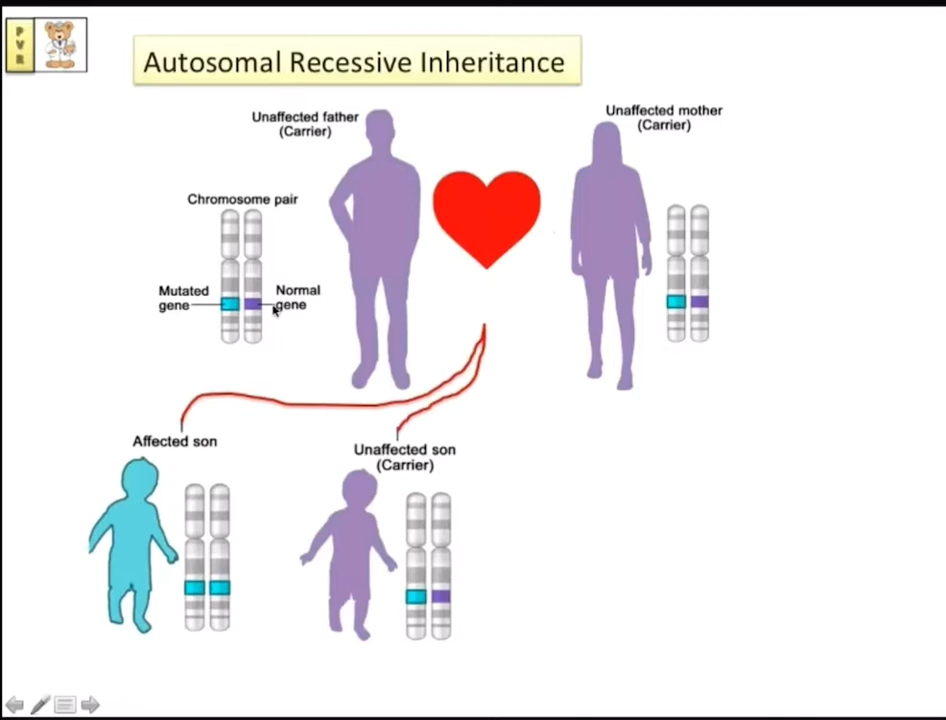 P
V
R
Autosomal Recessive Inheritance
Unaffected father
(Carrier)
Unaffected mother
(Carrier)
Chromosome pair
Mutated
gene
Normal
gene
Affected son
Unaffected son
(Carrier)